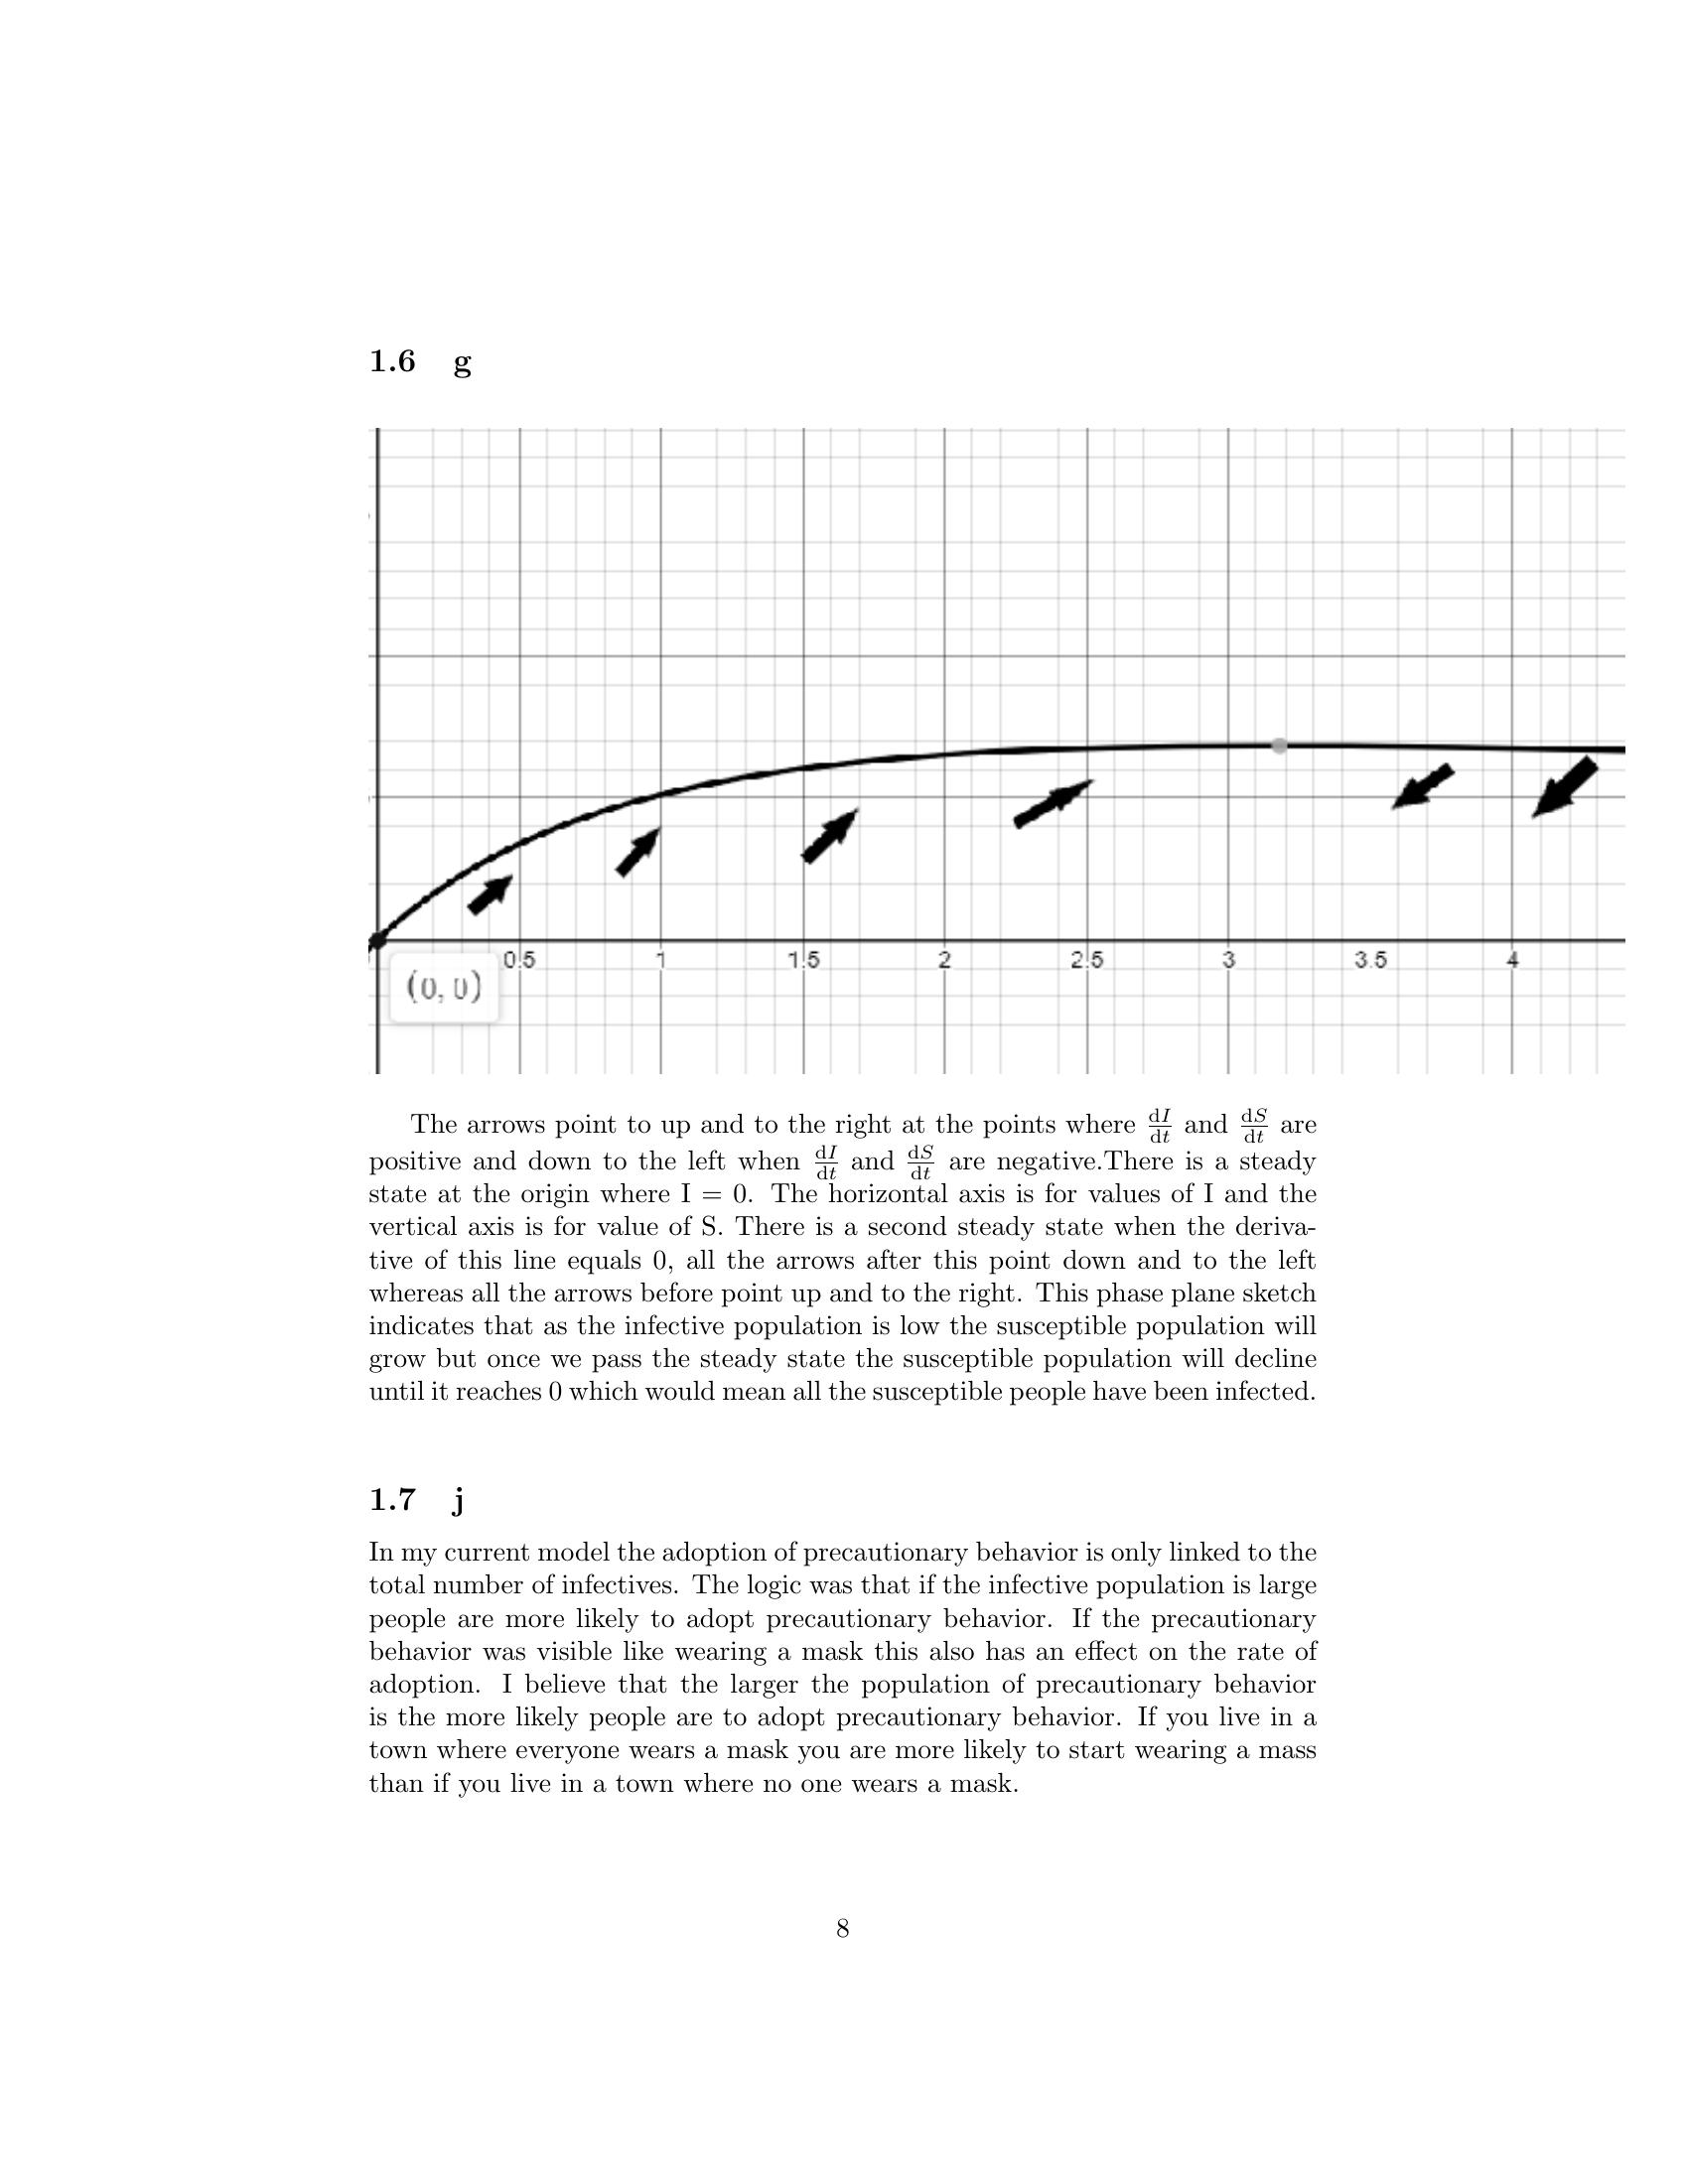 1.6 g
0.5 1 1.5 2 2.5 3 3.5 4
(0, 0)
The arrows point to up and to the right at the points where dI/dt and dS/dt are
positive and down to the left when dI/dt and dS/dt are negative.There is a steady
state at the origin where I = 0. The horizontal axis is for values of I and the
vertical axis is for value of S. There is a second steady state when the deriva-
tive of this line equals 0, all the arrows after this point down and to the left
whereas all the arrows before point up and to the right. This phase plane sketch
indicates that as the infective population is low the susceptible population will
grow but once we pass the steady state the susceptible population will decline
until it reaches 0 which would mean all the susceptible people have been infected.
1.7 j
In my current model the adoption of precautionary behavior is only linked to the
total number of infectives. The logic was that if the infective population is large
people are more likely to adopt precautionary behavior. If the precautionary
behavior was visible like wearing a mask this also has an effect on the rate of
adoption. I believe that the larger the population of precautionary behavior
is the more likely people are to adopt precautionary behavior. If you live in a
town where everyone wears a mask you are more likely to start wearing a mass
than if you live in a town where no one wears a mask.
8